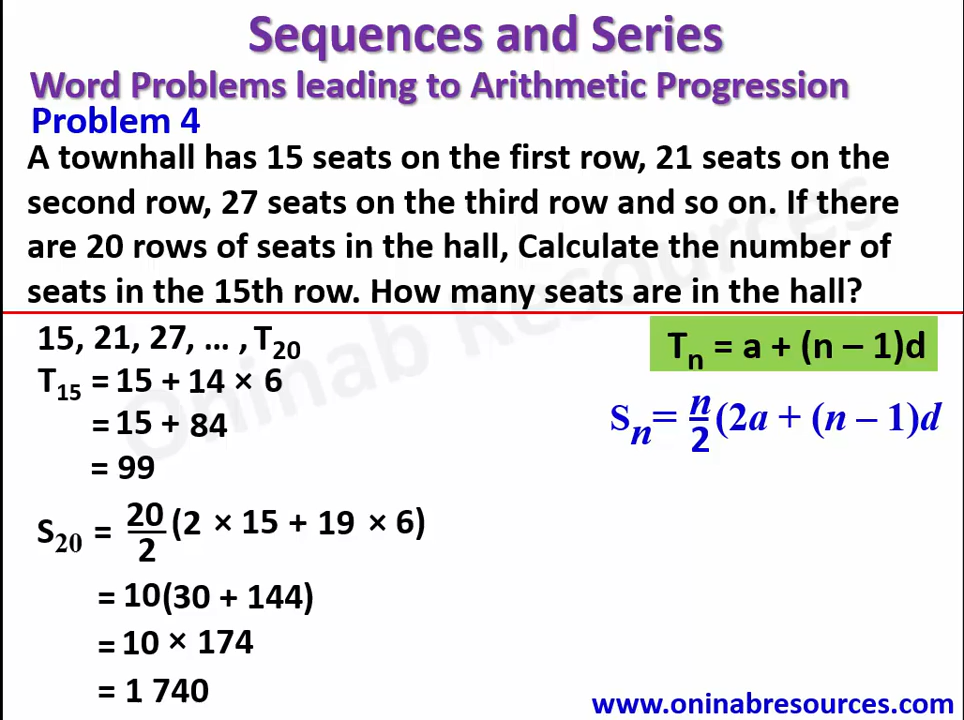 Sequences and Series
Word Problems leading to Arithmetic Progression
Problem 4
A townhall has 15 seats on the first row, 21 seats on the
second row, 27 seats on the third row and so on. If there
are 20 rows of seats in the hall, Calculate the number of
seats in the 15th row. How many seats are in the hall?
15, 21, 27, ... , T₂₀
Tₙ = a + (n – 1)d
T₁₅ = 15 + 14 × 6
= 15 + 84
= 99
Sₙ = n/2 (2a + (n – 1)d
S₂₀ = 20/2 (2 × 15 + 19 × 6)
= 10(30 + 144)
= 10 × 174
= 1 740
Oninab Resources
www.oninabresources.com